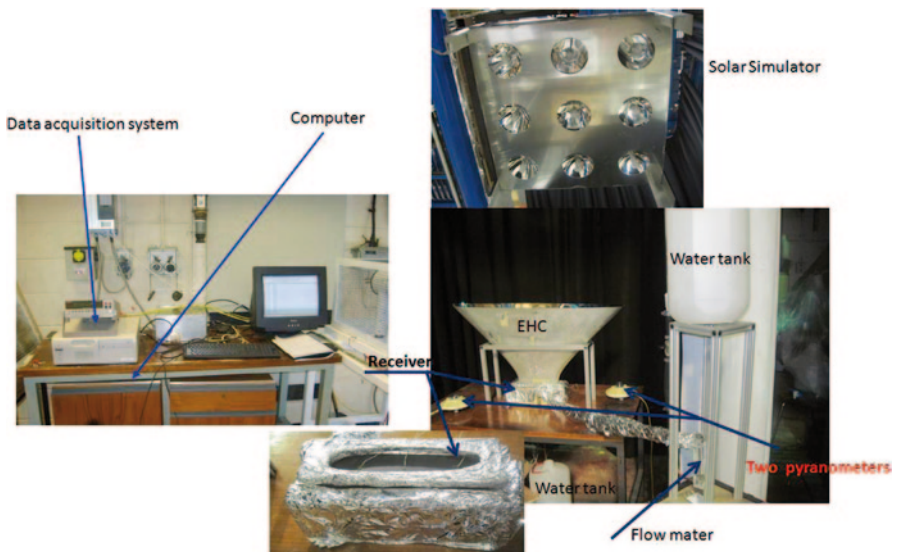 Solar Simulator
Data acquisition system
Computer
Water tank
EHC
Receiver
Two pyranometers
Water tank
Flow mater